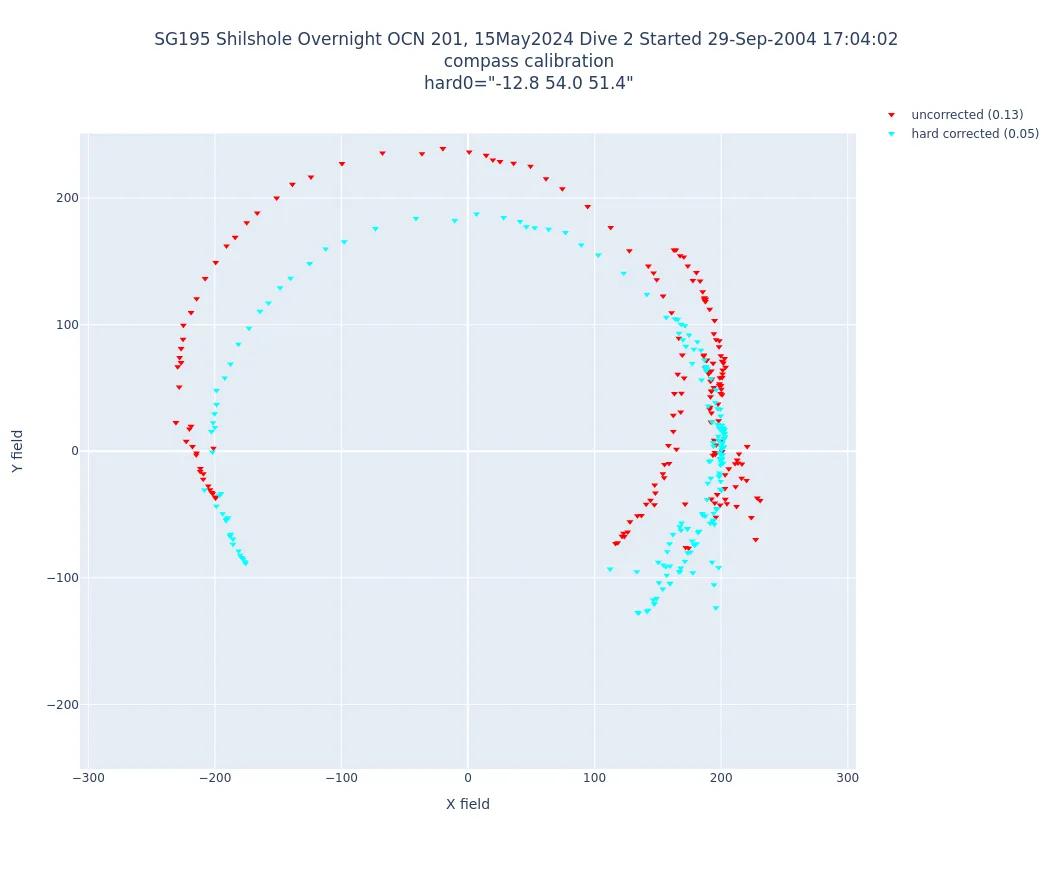 SG195 Shilshole Overnight OCN 201, 15May2024 Dive 2 Started 29-Sep-2004 17:04:02
compass calibration
hard0="-12.8 54.0 51.4"
uncorrected (0.13)
hard corrected (0.05)
200
100
0
−100
−200
Y field
−300
−200
−100
0
100
200
300
X field